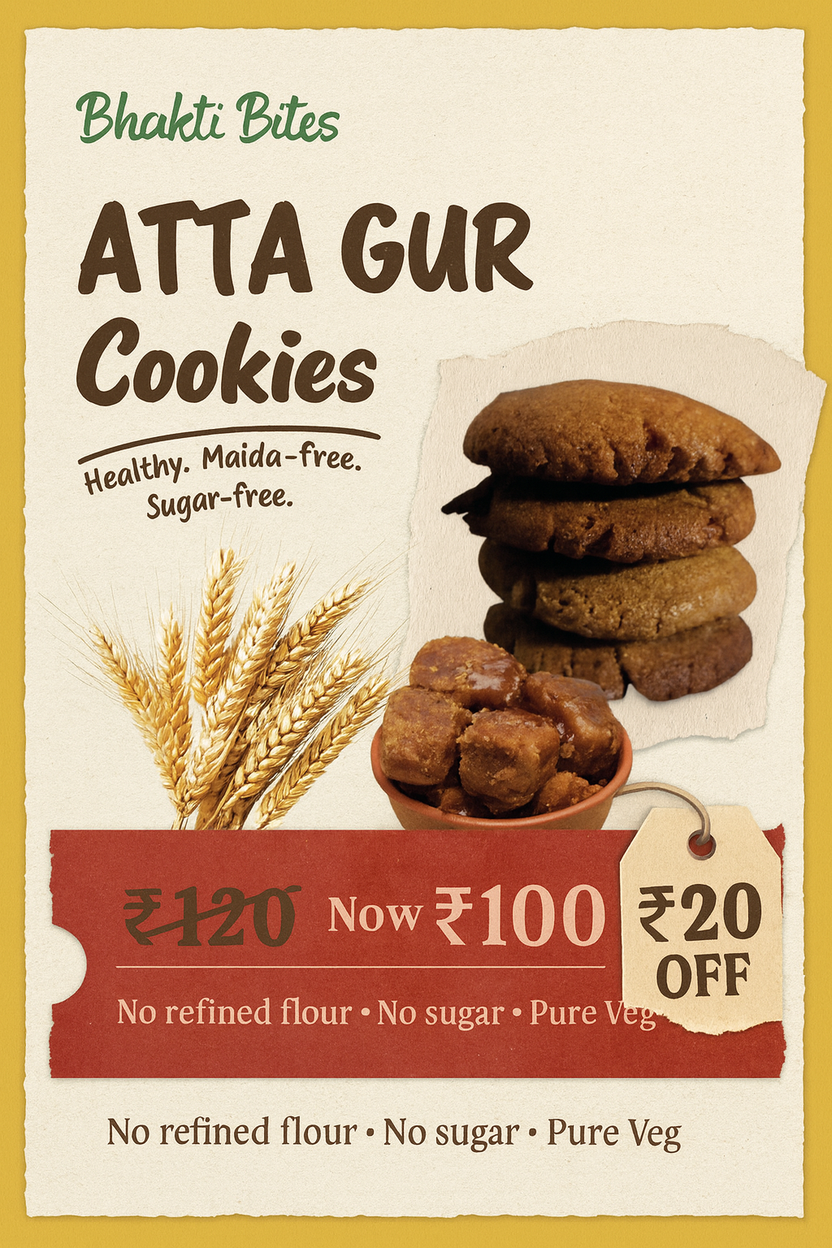 Bhakti Bites
ATTA GUR
Cookies
Healthy. Maida-free.
Sugar-free.
₹120 Now ₹100
₹20
OFF
No refined flour • No sugar • Pure Veg
No refined flour • No sugar • Pure Veg